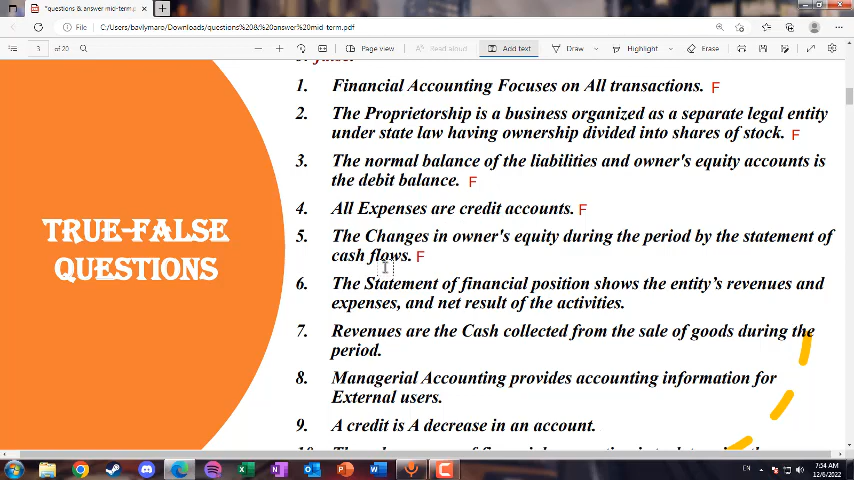 *questions & answer mid-term.p
File
C:/Users/bavlymaro/Downloads/questions%20&%20answer%20mid-term.pdf
3 of 20
Page view
Read aloud
Add text
Draw
Highlight
Erase
1. Financial Accounting Focuses on All transactions. F
2. The Proprietorship is a business organized as a separate legal entity
under state law having ownership divided into shares of stock. F
3. The normal balance of the liabilities and owner's equity accounts is
the debit balance. F
4. All Expenses are credit accounts. F
5. The Changes in owner's equity during the period by the statement of
cash flows. F
6. The Statement of financial position shows the entity's revenues and
expenses, and net result of the activities.
7. Revenues are the Cash collected from the sale of goods during the
period.
8. Managerial Accounting provides accounting information for
External users.
9. A credit is A decrease in an account.
TRUE-FALSE
QUESTIONS
EN
7:54 AM
12/6/2022